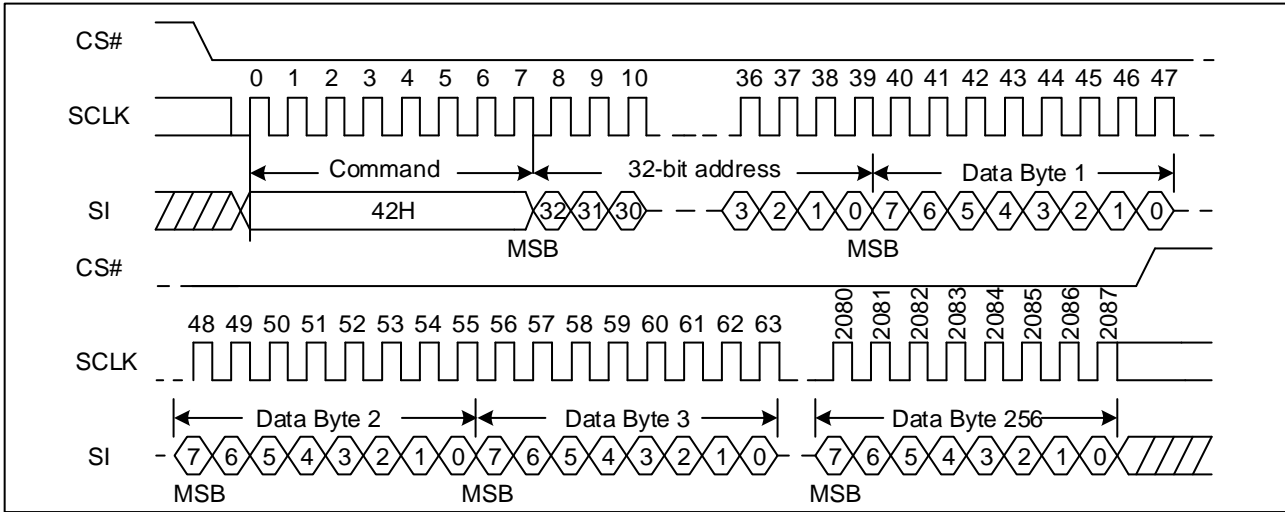 CS#
0 1 2 3 4 5 6 7 8 9 10 36 37 38 39 40 41 42 43 44 45 46 47
SCLK
Command 32-bit address Data Byte 1
SI 42H 32 31 30 3 2 1 0 7 6 5 4 3 2 1 0
MSB MSB
CS#
48 49 50 51 52 53 54 55 56 57 58 59 60 61 62 63 2080 2081 2082 2083 2084 2085 2086 2087
SCLK
Data Byte 2 Data Byte 3 Data Byte 256
SI 7 6 5 4 3 2 1 0 7 6 5 4 3 2 1 0 7 6 5 4 3 2 1 0
MSB MSB MSB